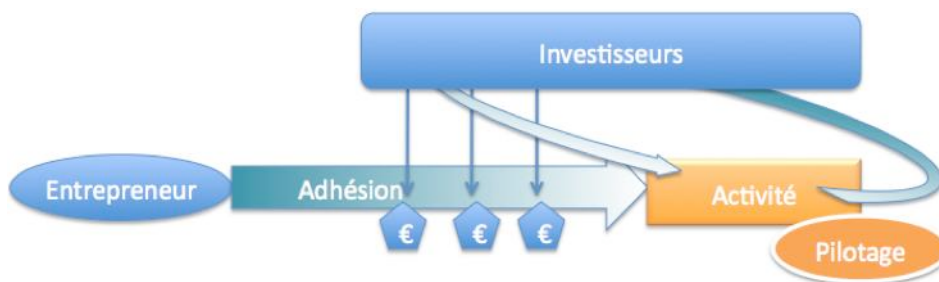 Investisseurs
Entrepreneur
Adhésion
Activité
€
€
€
Pilotage